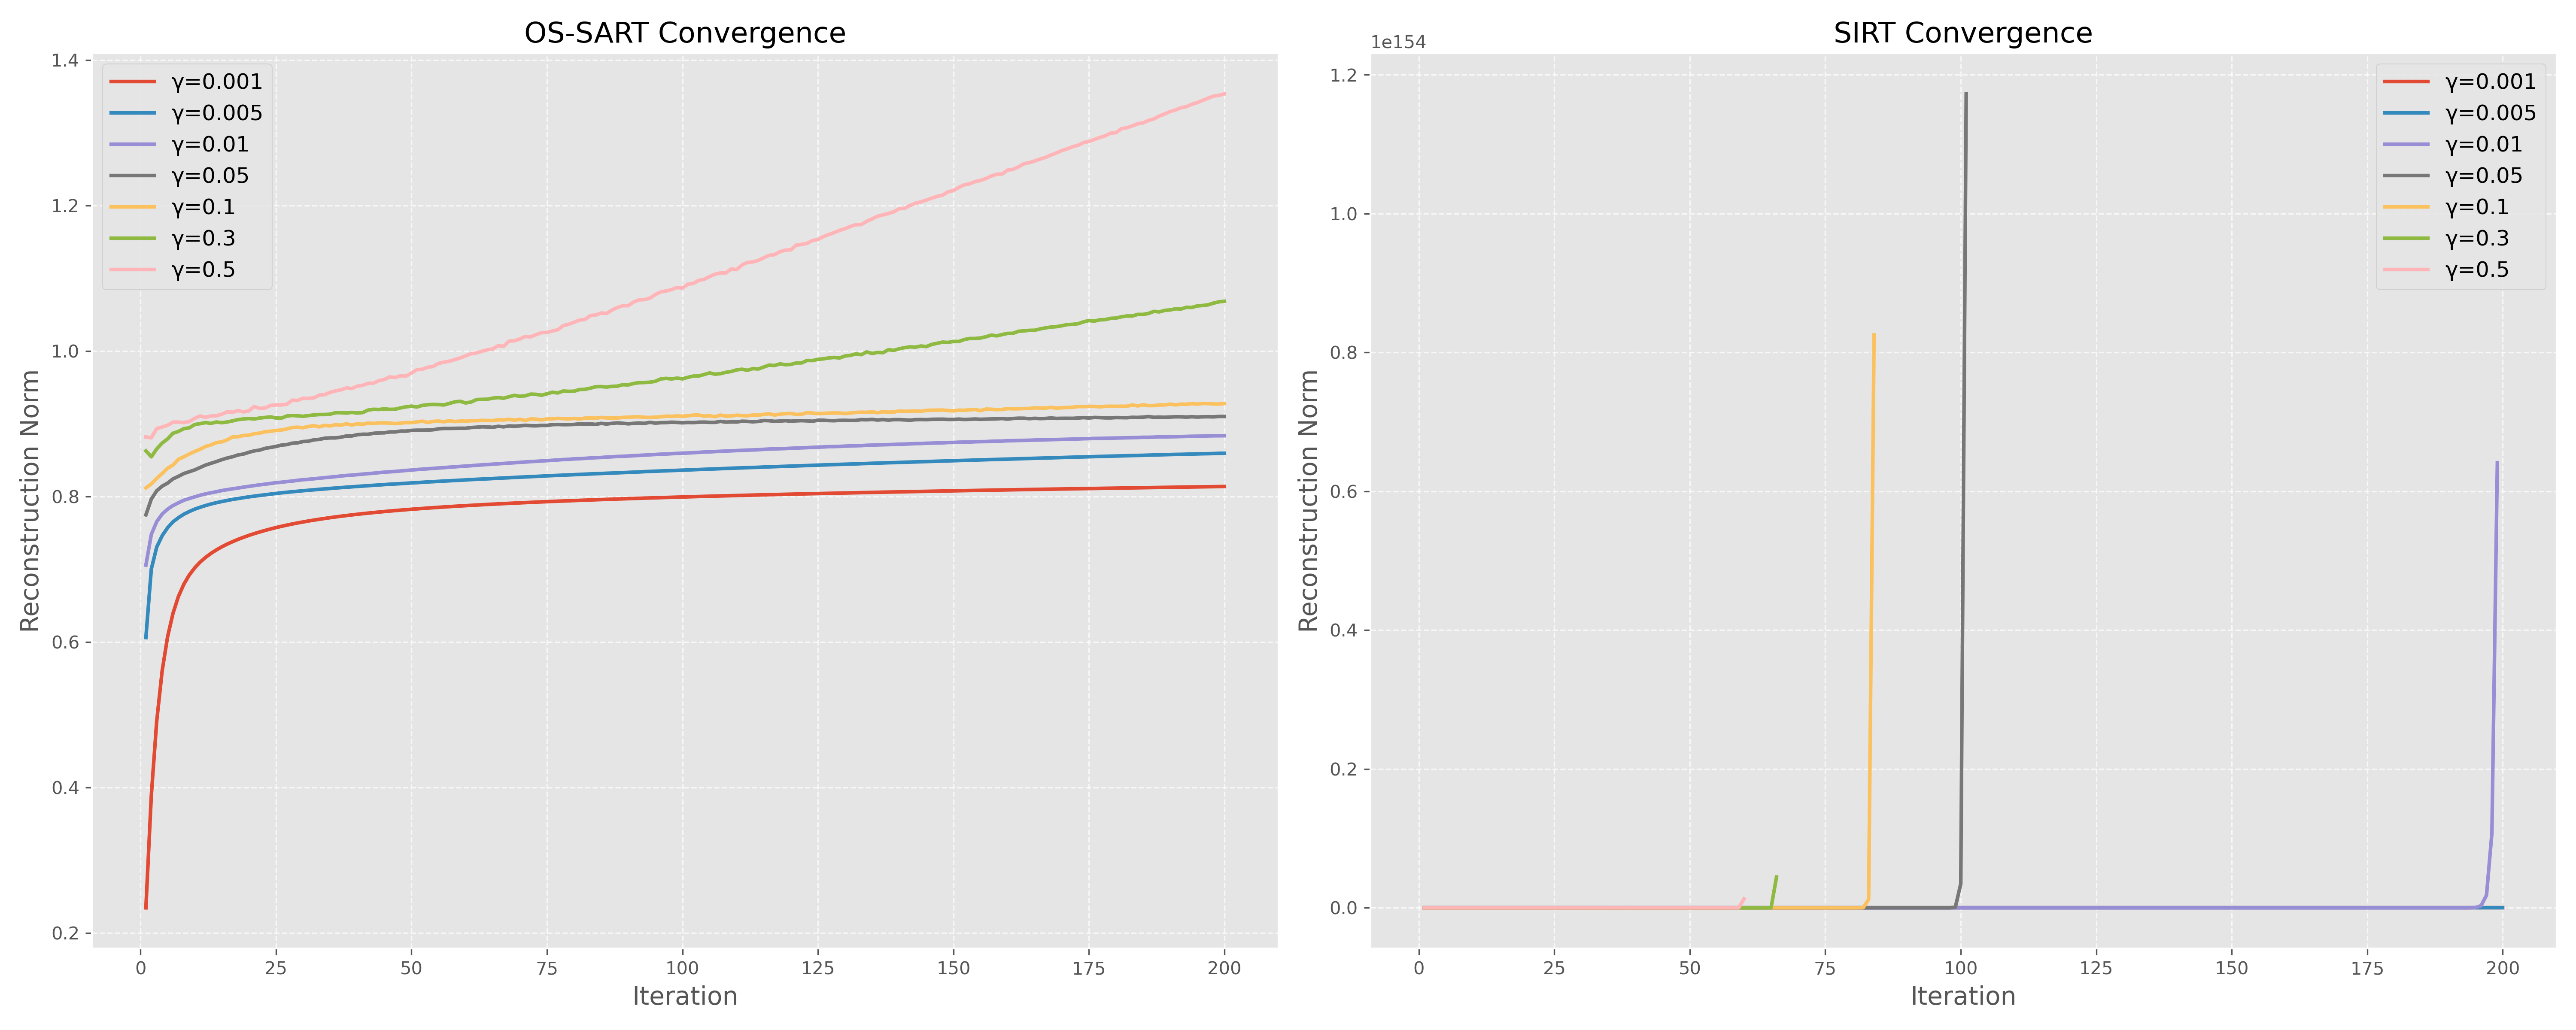 OS-SART Convergence
Reconstruction Norm
1.4
1.2
1.0
0.8
0.6
0.4
0.2
γ=0.001
γ=0.005
γ=0.01
γ=0.05
γ=0.1
γ=0.3
γ=0.5
0 25 50 75 100 125 150 175 200
Iteration
SIRT Convergence
1e154
Reconstruction Norm
1.2
1.0
0.8
0.6
0.4
0.2
0.0
γ=0.001
γ=0.005
γ=0.01
γ=0.05
γ=0.1
γ=0.3
γ=0.5
0 25 50 75 100 125 150 175 200
Iteration